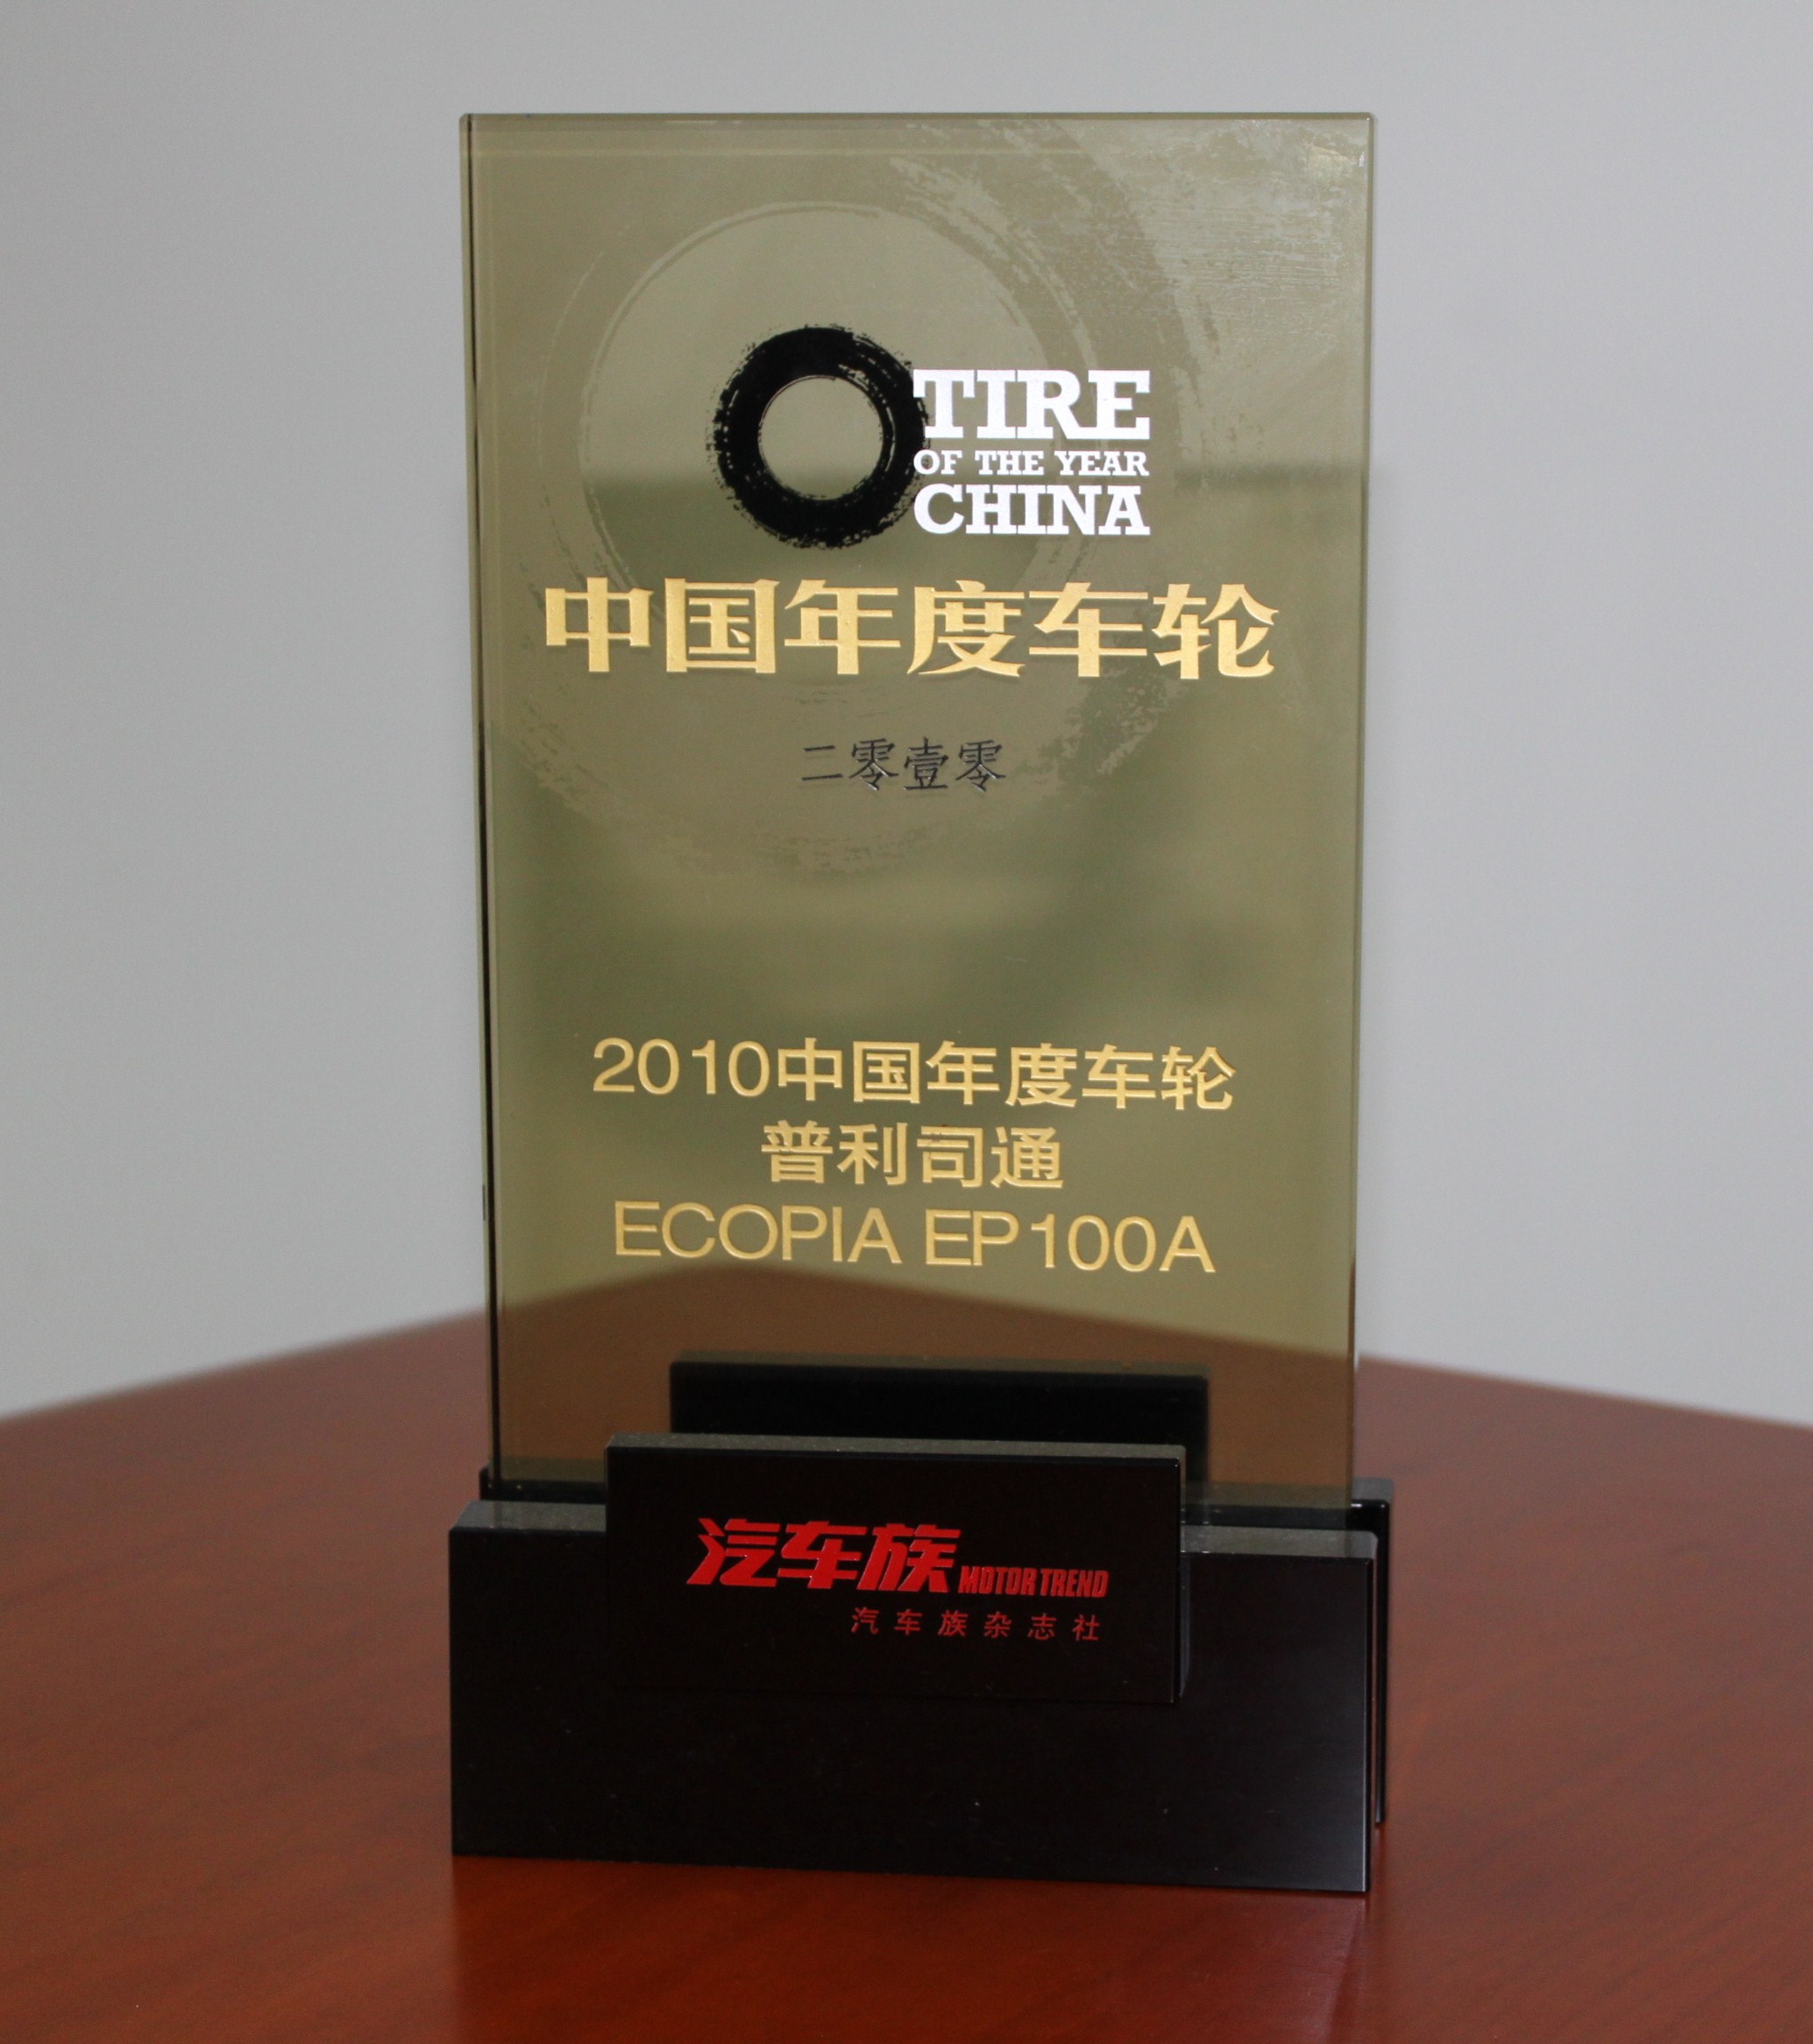 TIRE
OF THE YEAR
CHINA
中国年度车轮
二零壹零
2010中国年度车轮
普利司通
ECOPIA EP100A
汽车族 MOTOR TREND
汽车族杂志社